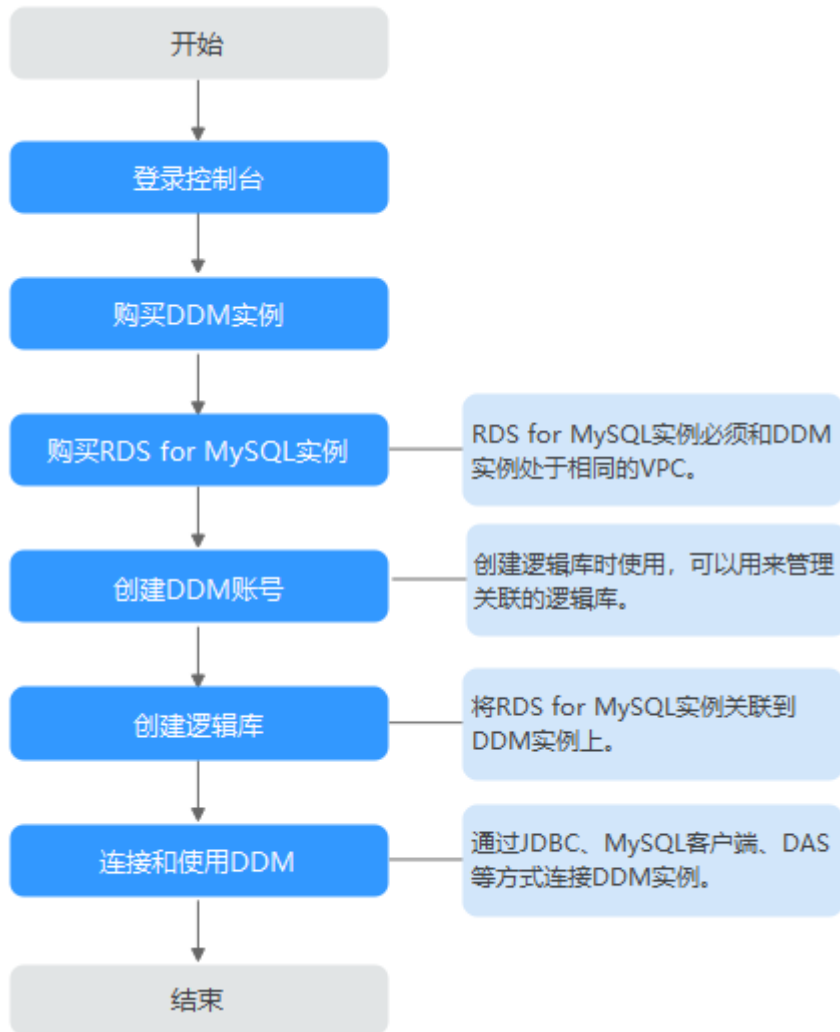 开始
登录控制台
购买DDM实例
购买RDS for MySQL实例
RDS for MySQL实例必须和DDM
实例处于相同的VPC。
创建DDM账号
创建逻辑库时使用，可以用来管理
关联的逻辑库。
创建逻辑库
将RDS for MySQL实例关联到
DDM实例上。
连接和使用DDM
通过JDBC、MySQL客户端、DAS
等方式连接DDM实例。
结束